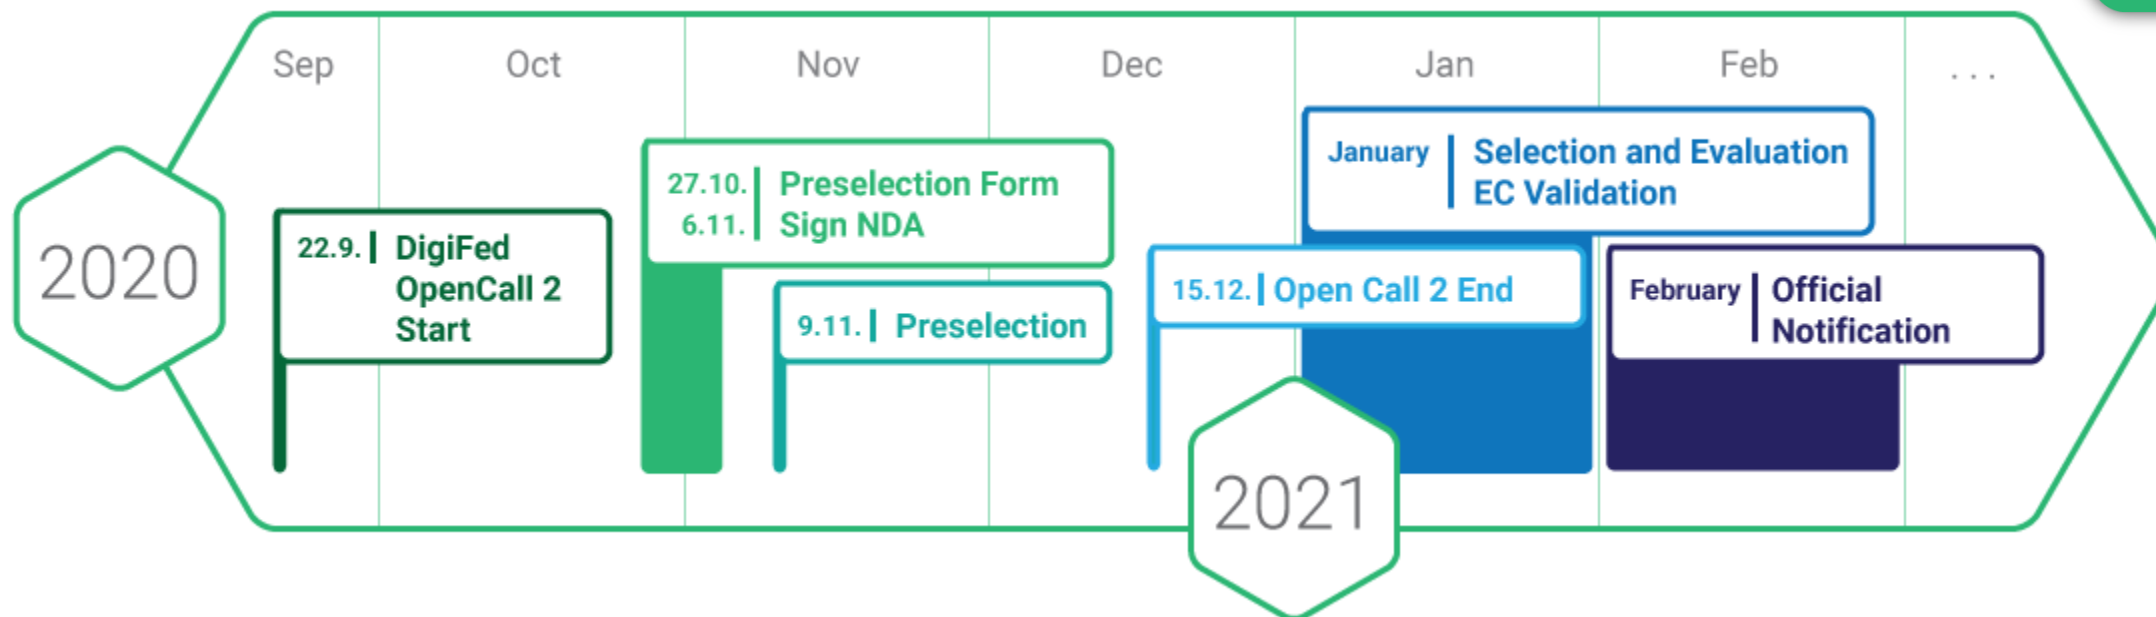 Sep
Oct
Nov
Dec
Jan
Feb
...
2020
22.9. DigiFed
OpenCall 2
Start
27.10. Preselection Form
6.11. Sign NDA
9.11. Preselection
15.12. Open Call 2 End
January Selection and Evaluation
EC Validation
February Official
Notification
2021